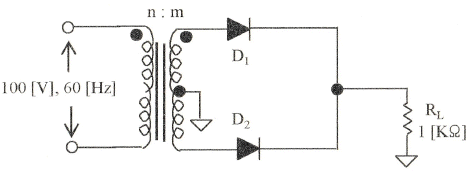 n : m
D1
100 [V], 60 [Hz]
D2
RL
1 [KΩ]